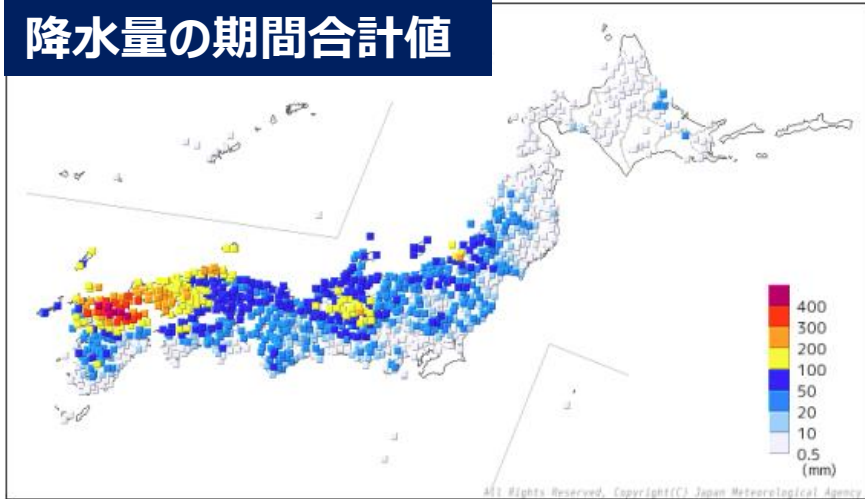 降水量の期間合計値
400
300
200
100
50
20
10
0.5
(mm)
All Rights Reserved, Copyright(C) Japan Meteorological Agency